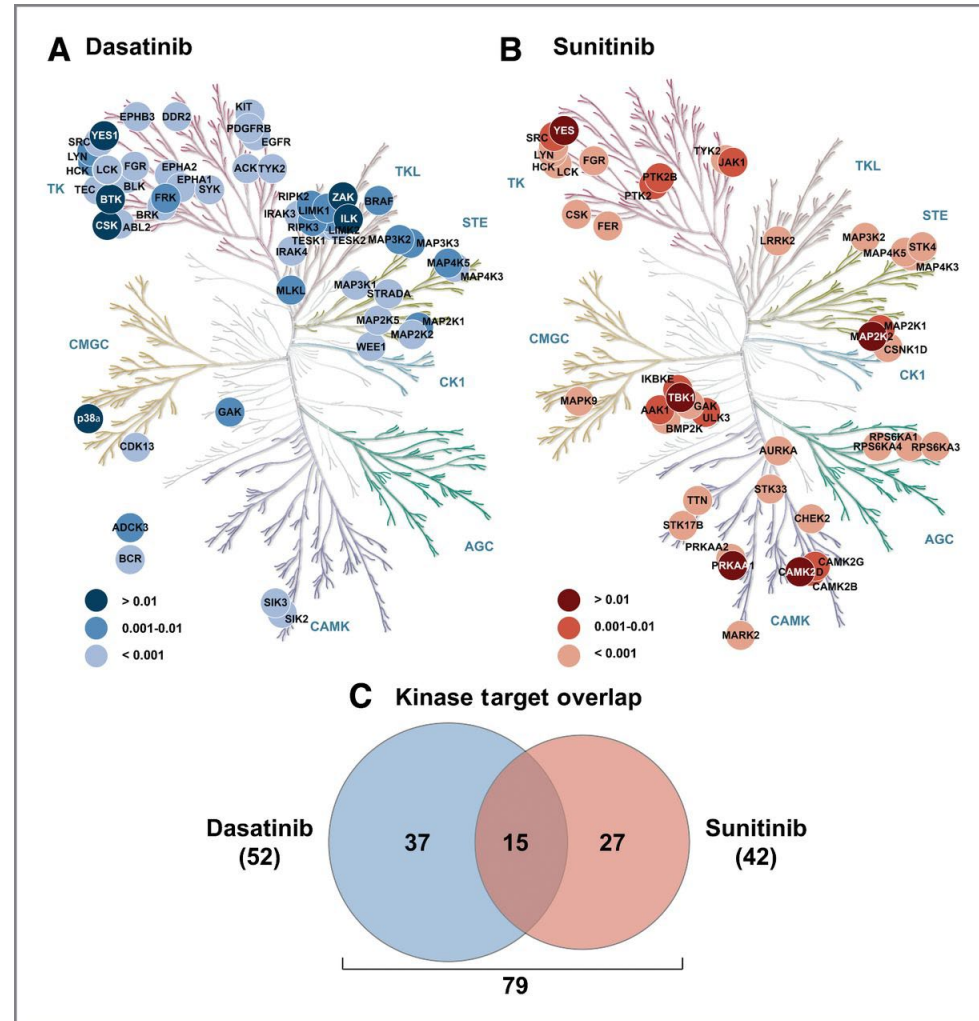 A Dasatinib
KIT
EPHB3
DDR2
PDGFRB
YES1
SRC
EGFR
LYN
HCK
LCK
FGR
EPHA2
ACK
TYK2
TK
TEC
BLK
EPHA1
SYK
BTK
FRK
BRK
CSK
ABL2
RIPK2
ZAK
TKL
LIMK1
BRAF
IRAK3
ILK
RIPK3
LIMK2
STE
TESK1
TESK2
MAP3K2
MAP3K3
IRAK4
MAP4K5
MAP4K3
MLKL
MAP3K1
STRADA
MAP2K5
MAP2K1
MAP2K2
WEE1
CMGC
CK1
p38a
GAK
CDK13
ADCK3
BCR
AGC
SIK3
SIK2
CAMK
> 0.01
0.001-0.01
< 0.001
B Sunitinib
YES
SRC
LYN
HCK
LCK
FGR
TYK2
JAK1
TKL
PTK2B
PTK2
TK
CSK
FER
LRRK2
STE
MAP3K2
STK4
MAP4K5
MAP4K3
MAP2K1
MAP2K2
CSNK1D
CMGC
CK1
IKBKE
TBK1
MAPK9
AAK1
GAK
ULK3
BMP2K
RPS6KA1
RPS6KA4
RPS6KA3
AURKA
STK33
TTN
STK17B
CHEK2
AGC
PRKAA2
PRKAA1
CAMK2G
CAMK2D
CAMK2B
CAMK
MARK2
> 0.01
0.001-0.01
< 0.001
C Kinase target overlap
Dasatinib
(52)
37
15
27
Sunitinib
(42)
79